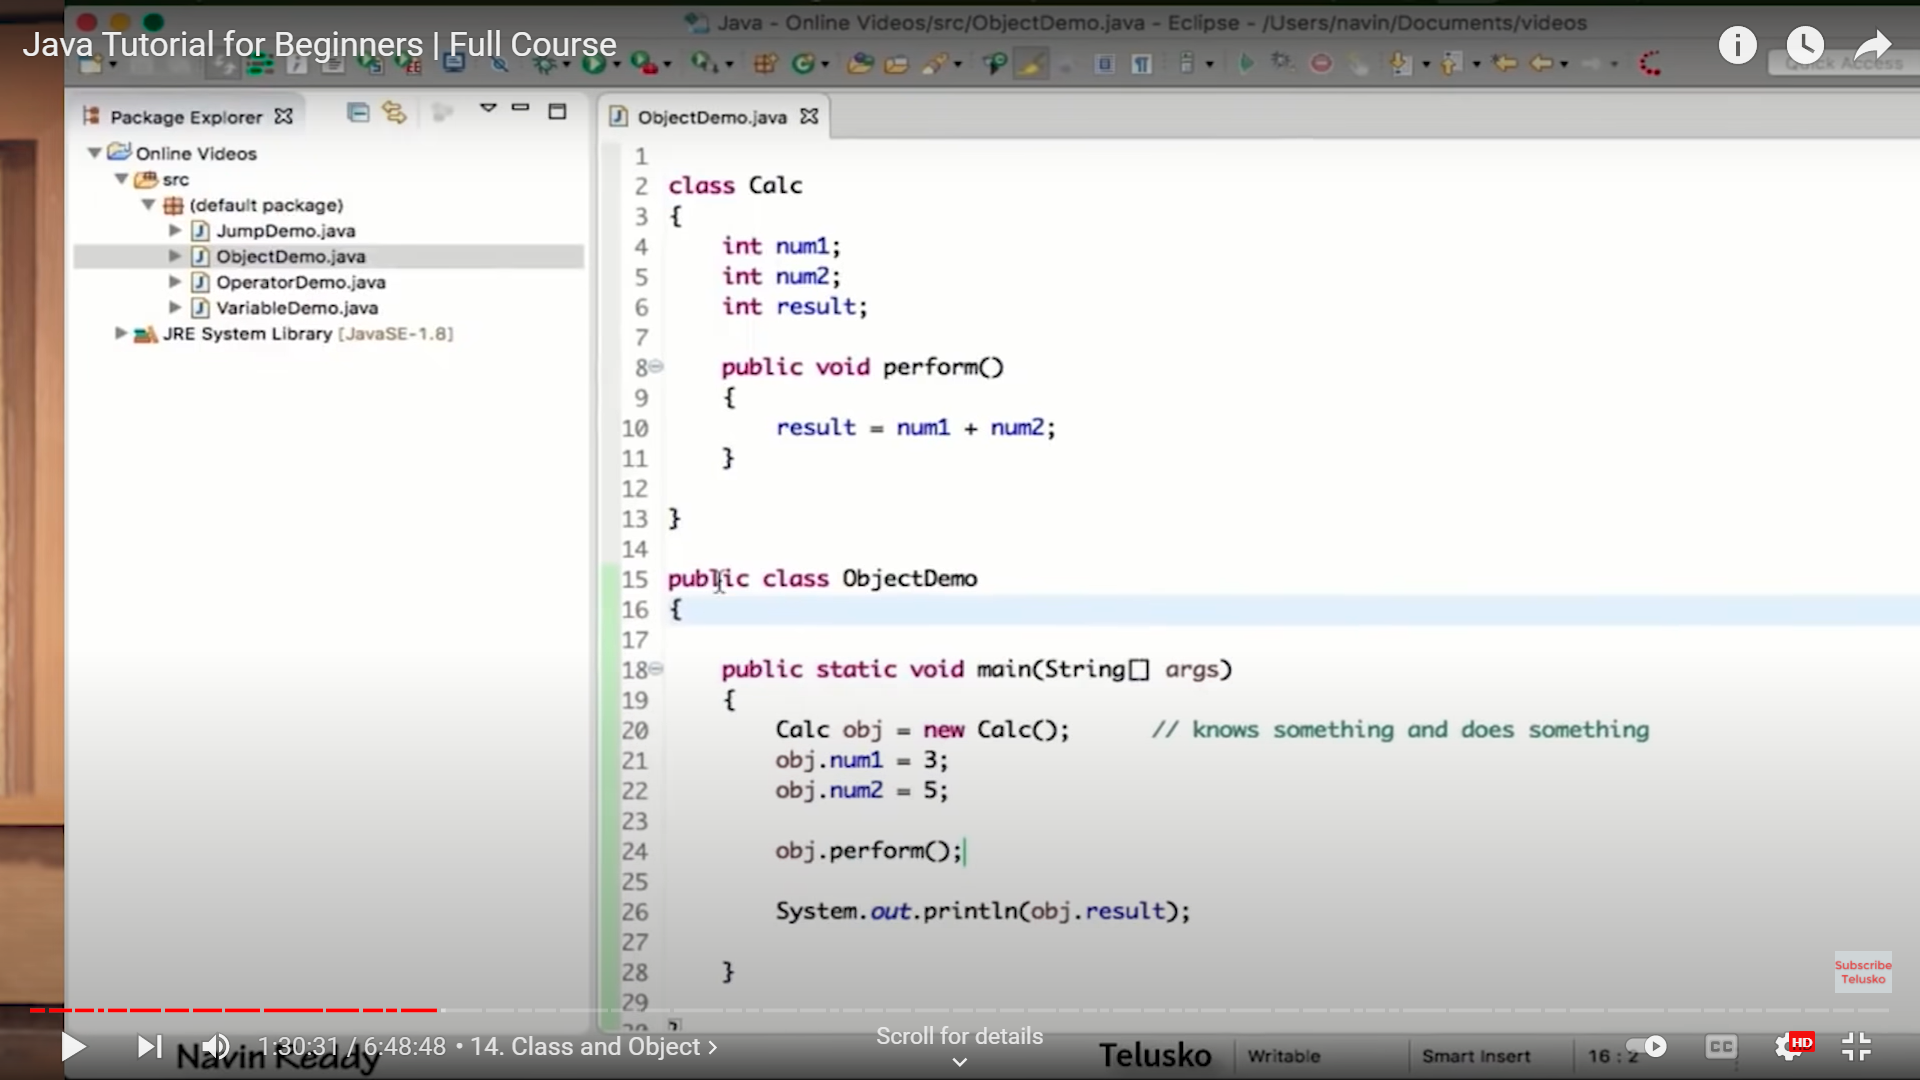 Java - Online Videos/src/ObjectDemo.java - Eclipse - /Users/navin/Documents/videos
Java Tutorial for Beginners | Full Course
Quick Access
Package Explorer
ObjectDemo.java
Online Videos
src
(default package)
JumpDemo.java
ObjectDemo.java
OperatorDemo.java
VariableDemo.java
JRE System Library [JavaSE-1.8]
1
2 class Calc
3 {
4 int num1;
5 int num2;
6 int result;
7
8 public void perform()
9 {
10 result = num1 + num2;
11 }
12
13 }
14
15 public class ObjectDemo
16 {
17
18 public static void main(String[] args)
19 {
20 Calc obj = new Calc(); // knows something and does something
21 obj.num1 = 3;
22 obj.num2 = 5;
23
24 obj.perform();
25
26 System.out.println(obj.result);
27
28 }
29
Subscribe
Telusko
1:30:31 / 6:48:48 • 14. Class and Object
Navin Reddy
Scroll for details
Telusko
Writable
Smart Insert
16 : 2
CC
HD